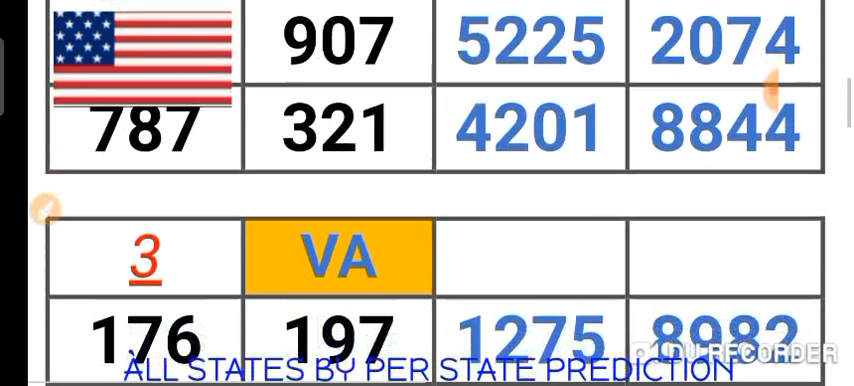 907 5225 2074
787 321 4201 8844
3 VA
176 197 1275 8982
DU RECORDER
ALL STATES BY PER STATE PREDICTION